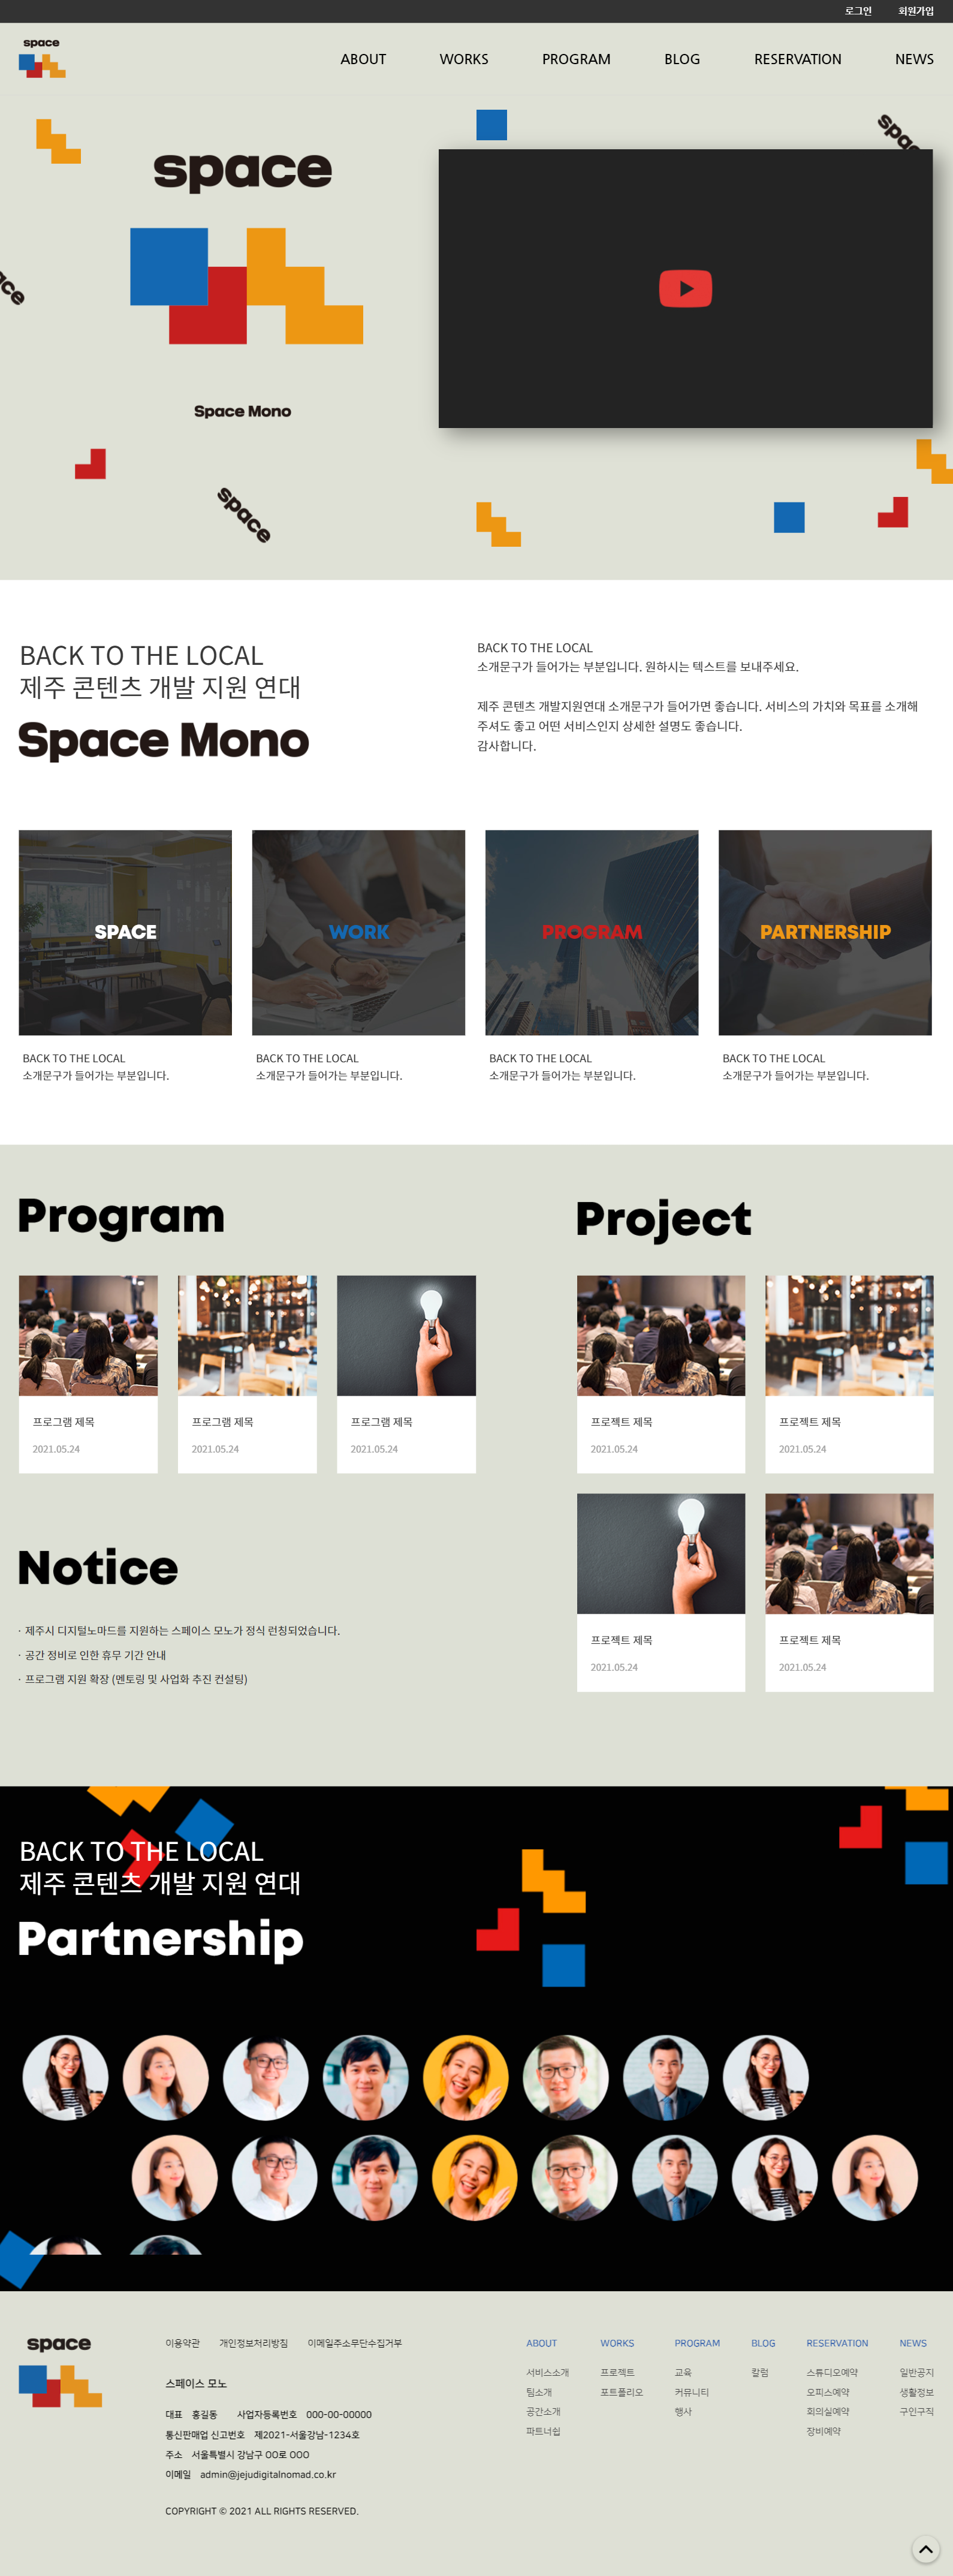 로그인 회원가입
space
ABOUT WORKS PROGRAM BLOG RESERVATION NEWS
space
space
space
Space Mono
space
BACK TO THE LOCAL
제주 콘텐츠 개발 지원 연대
Space Mono
BACK TO THE LOCAL
소개문구가 들어가는 부분입니다. 원하시는 텍스트를 보내주세요.
제주 콘텐츠 개발지원연대 소개문구가 들어가면 좋습니다. 서비스의 가치와 목표를 소개해
주셔도 좋고 어떤 서비스인지 상세한 설명도 좋습니다.
감사합니다.
SPACE
BACK TO THE LOCAL
소개문구가 들어가는 부분입니다.
WORK
BACK TO THE LOCAL
소개문구가 들어가는 부분입니다.
PROGRAM
BACK TO THE LOCAL
소개문구가 들어가는 부분입니다.
PARTNERSHIP
BACK TO THE LOCAL
소개문구가 들어가는 부분입니다.
Program
프로그램 제목
2021.05.24
프로그램 제목
2021.05.24
프로그램 제목
2021.05.24
Project
프로젝트 제목
2021.05.24
프로젝트 제목
2021.05.24
프로젝트 제목
2021.05.24
프로젝트 제목
2021.05.24
Notice
· 제주시 디지털노마드를 지원하는 스페이스 모노가 정식 런칭되었습니다.
· 공간 정비로 인한 휴무 기간 안내
· 프로그램 지원 확장 (멘토링 및 사업화 추진 컨설팅)
BACK TO THE LOCAL
제주 콘텐츠 개발 지원 연대
Partnership
space
이용약관 개인정보처리방침 이메일주소무단수집거부
스페이스 모노
대표 홍길동 사업자등록번호 000-00-00000
통신판매업 신고번호 제2021-서울강남-1234호
주소 서울특별시 강남구 OO로 OOO
이메일 admin@jejudigitalnomad.co.kr
COPYRIGHT © 2021 ALL RIGHTS RESERVED.
ABOUT
서비스소개
팀소개
공간소개
파트너쉽
WORKS
프로젝트
포트폴리오
PROGRAM
교육
커뮤니티
행사
BLOG
칼럼
RESERVATION
스튜디오예약
오피스예약
회의실예약
장비예약
NEWS
일반공지
생활정보
구인구직